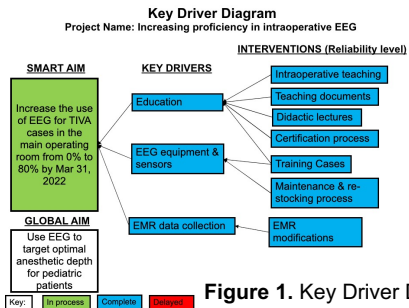 Key Driver Diagram
Project Name: Increasing proficiency in intraoperative EEG
INTERVENTIONS (Reliability level)
SMART AIM
KEY DRIVERS
Increase the use
of EEG for TIVA
cases in the
main operating
room from 0% to
80% by Mar 31,
2022
Education
EEG equipment &
sensors
EMR data collection
Intraoperative teaching
Teaching documents
Didactic lectures
Certification process
Training Cases
Maintenance & re-
stocking process
EMR
modifications
GLOBAL AIM
Use EEG to
target optimal
anesthetic depth
for pediatric
patients
Key:
In process
Complete
Delayed
Figure 1. Key Driver